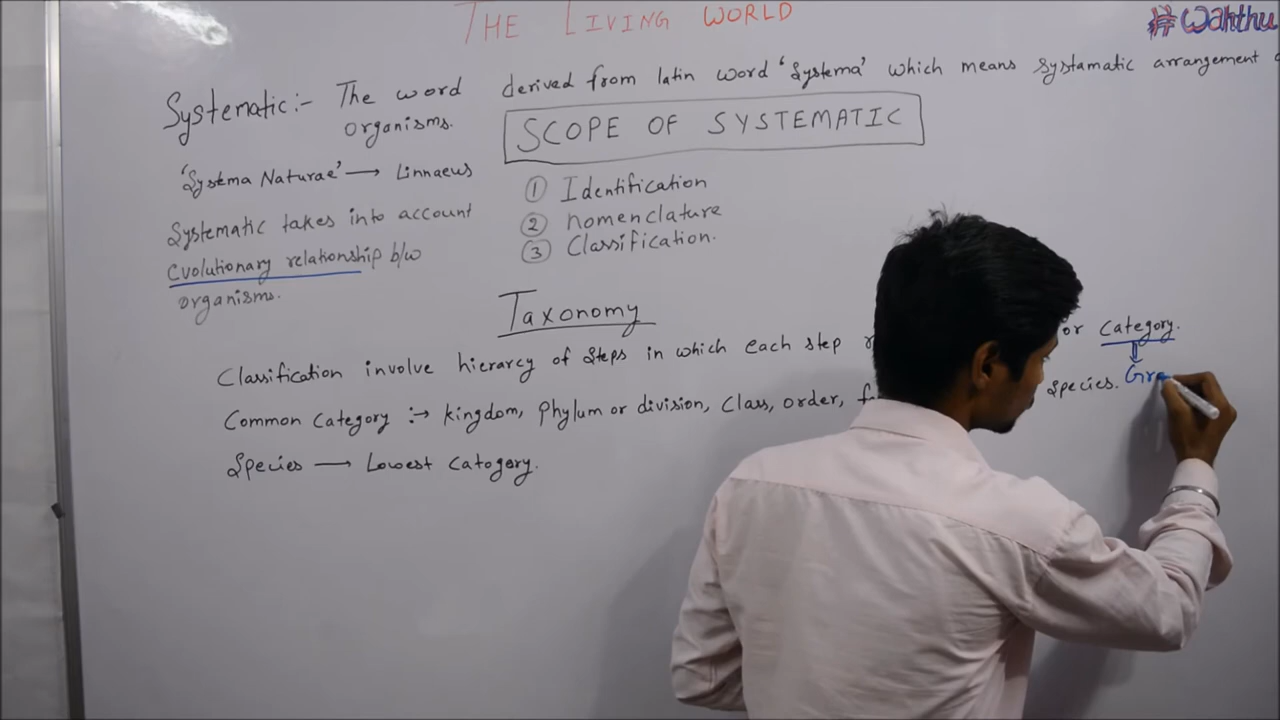 THE LIVING WORLD
#Wahthu
Systematic:- The word derived from latin word 'Systema' which means systamatic arrangement
organisms.
SCOPE OF SYSTEMATIC
'Systema Naturae' → Linnaeus
① Identification
② nomenclature
③ Classification.
Systematic takes into account
Evolutionary relationship b/w
organisms.
Taxonomy
Classification involve hierarcy of steps in which each step or category.
Common category :→ kingdom, phylum or division, class, order, species.
Species → Lowest catogery.